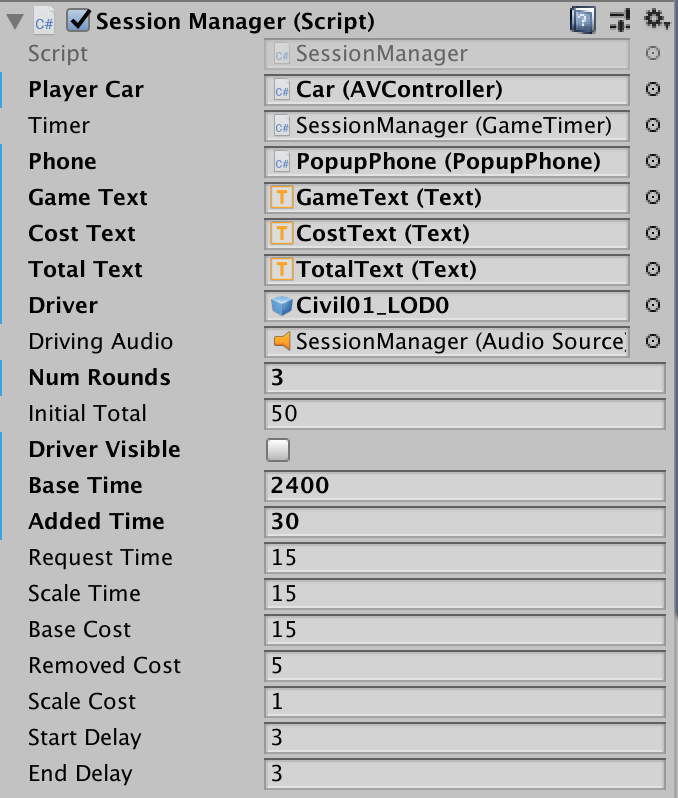 Session Manager (Script)
Script SessionManager
Player Car Car (AVController)
Timer SessionManager (GameTimer)
Phone PopupPhone (PopupPhone)
Game Text GameText (Text)
Cost Text CostText (Text)
Total Text TotalText (Text)
Driver Civil01_LOD0
Driving Audio SessionManager (Audio Source)
Num Rounds 3
Initial Total 50
Driver Visible
Base Time 2400
Added Time 30
Request Time 15
Scale Time 15
Base Cost 15
Removed Cost 5
Scale Cost 1
Start Delay 3
End Delay 3